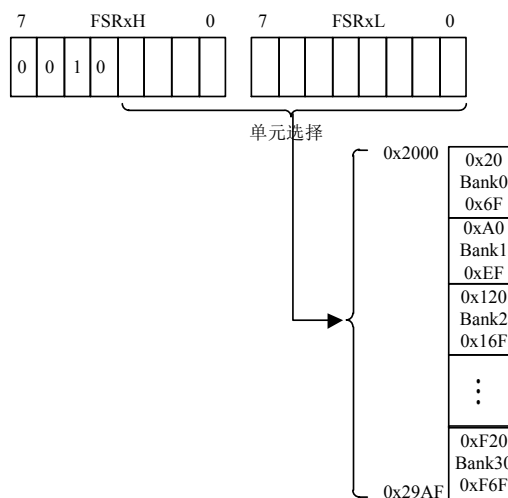 7 FSRxH 0 7 FSRxL 0
0 0 1 0
单元选择
0x2000
0x20
Bank0
0x6F
0xA0
Bank1
0xEF
0x120
Bank2
0x16F
⋮
0xF20
Bank30
0xF6F
0x29AF